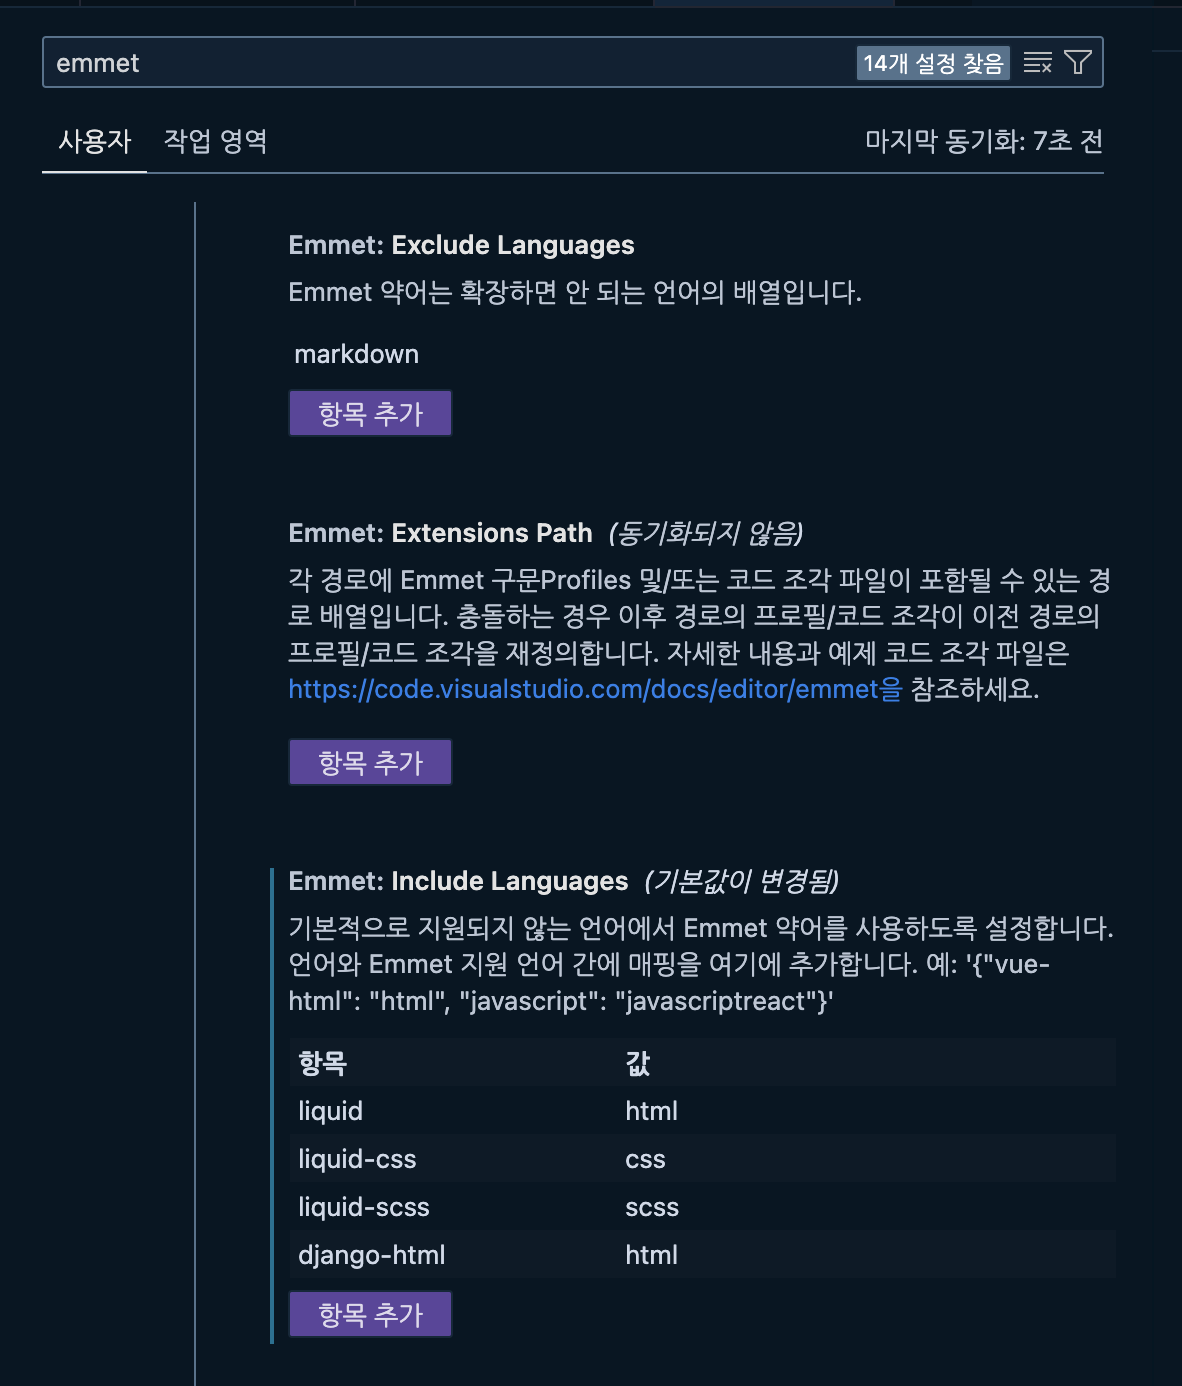 emmet
14개 설정 찾음
사용자
작업 영역
마지막 동기화: 7초 전
Emmet: Exclude Languages
Emmet 약어는 확장하면 안 되는 언어의 배열입니다.
markdown
항목 추가
Emmet: Extensions Path (동기화되지 않음)
각 경로에 Emmet 구문Profiles 및/또는 코드 조각 파일이 포함될 수 있는 경
로 배열입니다. 충돌하는 경우 이후 경로의 프로필/코드 조각이 이전 경로의
프로필/코드 조각을 재정의합니다. 자세한 내용과 예제 코드 조각 파일은
https://code.visualstudio.com/docs/editor/emmet을 참조하세요.
항목 추가
Emmet: Include Languages (기본값이 변경됨)
기본적으로 지원되지 않는 언어에서 Emmet 약어를 사용하도록 설정합니다.
언어와 Emmet 지원 언어 간에 매핑을 여기에 추가합니다. 예: '{"vue-
html": "html", "javascript": "javascriptreact"}'
항목 값
liquid html
liquid-css css
liquid-scss scss
django-html html
항목 추가